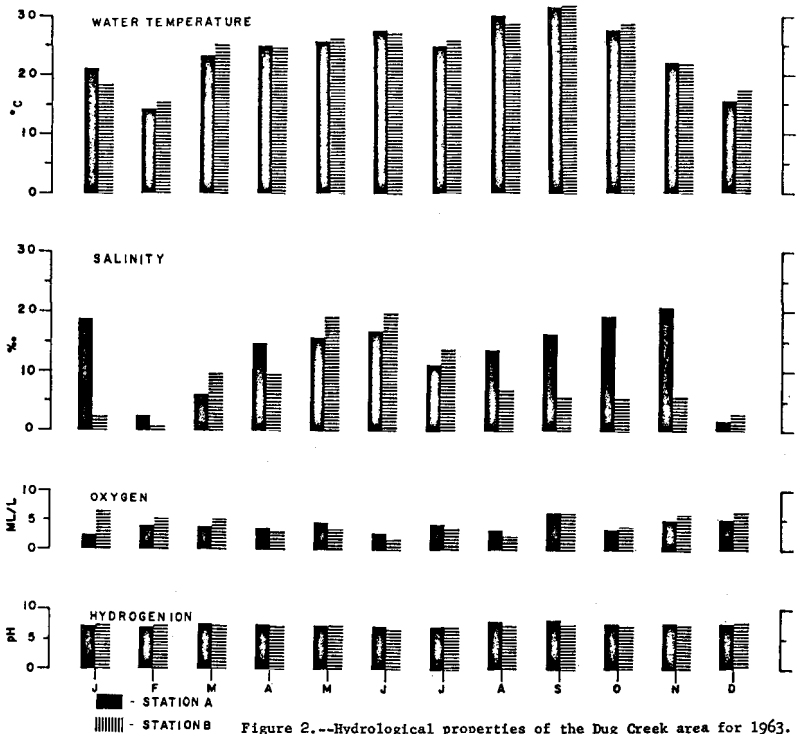 30
WATER TEMPERATURE
20
°C
10
0
30
SALINITY
20
‰
10
0
10
OXYGEN
ML/L
5
0
10
HYDROGENION
pH
5
0
J F M A M J J A S O N D
- STATION A
- STATION B
Figure 2.--Hydrological properties of the Dug Creek area for 1963.